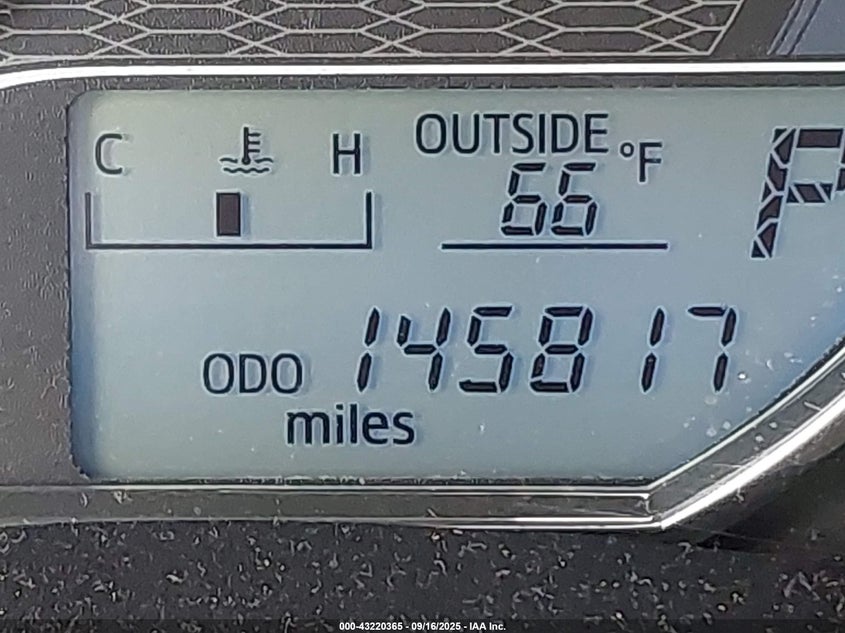 C H OUTSIDE °F
66
P
ODO 145817
miles
000-43220365 - 09/16/2025 - IAA Inc.